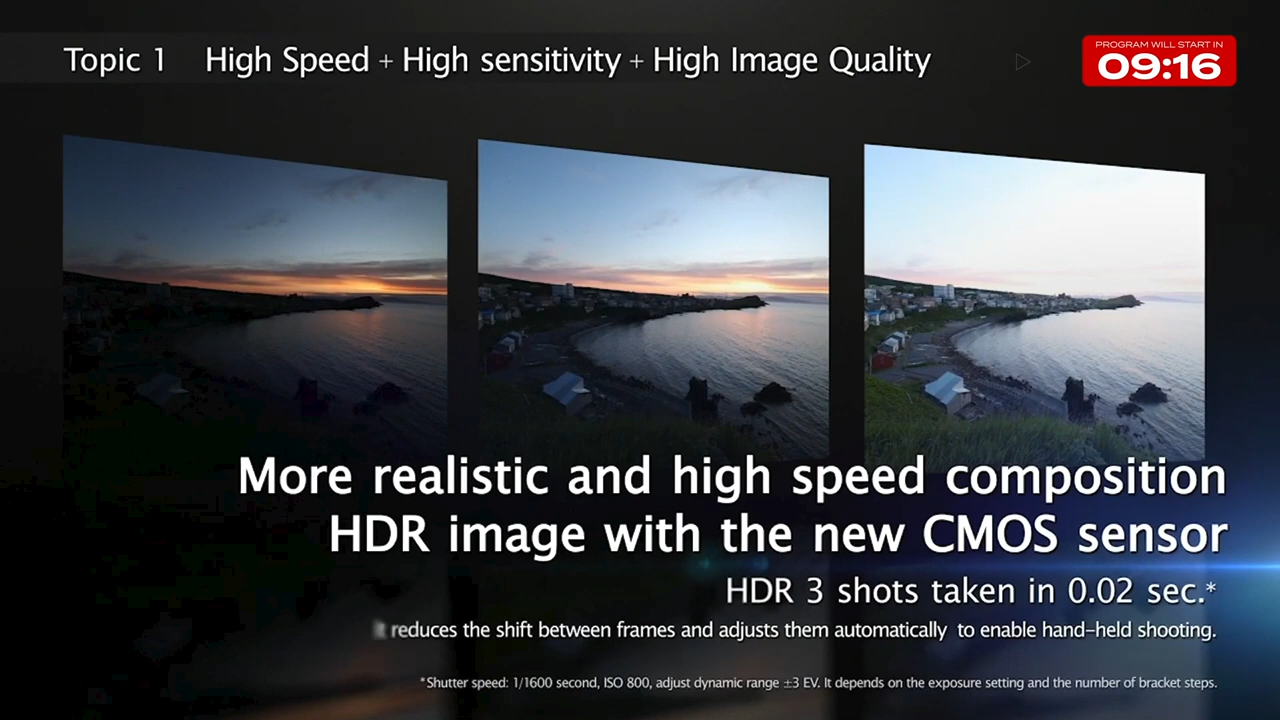 Topic 1 High Speed + High sensitivity + High Image Quality
PROGRAM WILL START IN
09:16
More realistic and high speed composition
HDR image with the new CMOS sensor
HDR 3 shots taken in 0.02 sec.*
It reduces the shift between frames and adjusts them automatically to enable hand-held shooting.
*Shutter speed: 1/1600 second, ISO 800, adjust dynamic range ±3 EV. It depends on the exposure setting and the number of bracket steps.